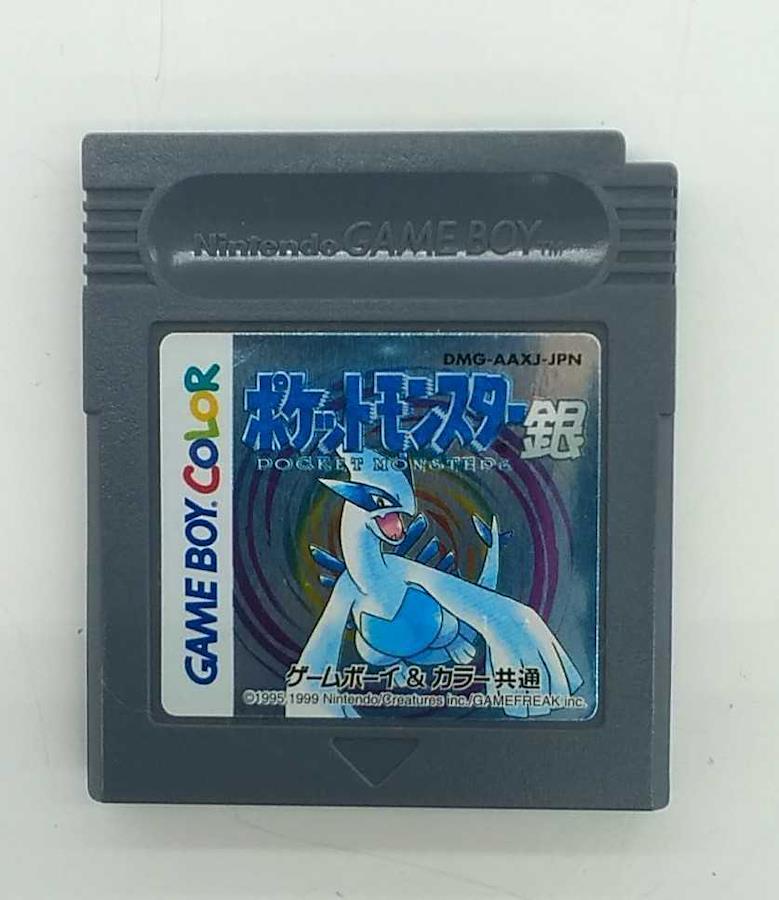 Nintendo GAME BOY TM
DMG-AAXJ-JPN
ポケットモンスター銀
POCKET MONSTERS
GAME BOY COLOR
ゲームボーイ & カラー共通
©1995,1999 Nintendo/Creatures inc./GAMEFREAK inc.